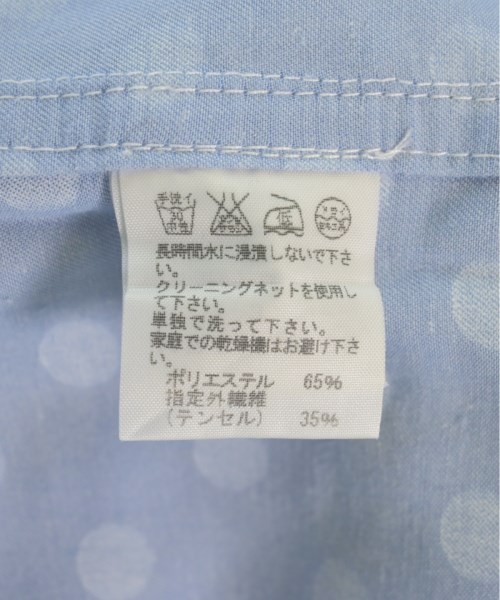 手洗イ
30
中性
低
ドライ
長時間水に浸漬しないで下さ
い。
クリーニングネットを使用し
て下さい。
単独で洗って下さい。
家庭での乾燥機はお避け下さ
い。
ポリエステル 65%
指定外繊維
(テンセル) 35%